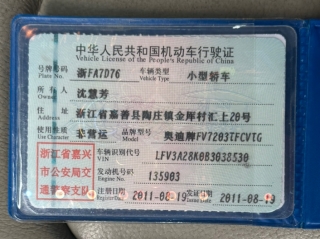 中华人民共和国机动车行驶证
Vehicle License of the People's Republic of China
号牌号码 浙FA7D76 车辆类型 小型轿车
Plate No. Vehicle Type
所有人 沈慧芳
Owner
住址 浙江省嘉善县陶庄镇金厍村汇上20号
Address
使用性质 非营运 品牌型号 奥迪牌FV7203TFCVTG
Use Character Model
浙江省嘉兴
市公安局交
通警察支队
车辆识别代号 LFV3A28K0B3038530
VIN
发动机号码 135903
Engine No.
注册日期 2011-08-19 发证日期 2011-08-19
Register Date Issue Date